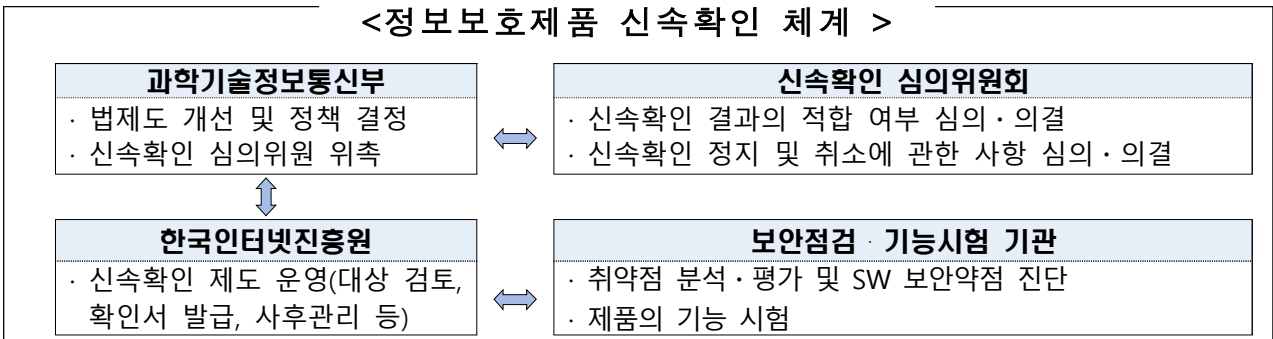 <정보보호제품 신속확인 체계 >
과학기술정보통신부
· 법제도 개선 및 정책 결정
· 신속확인 심의위원 위촉
신속확인 심의위원회
· 신속확인 결과의 적합 여부 심의·의결
· 신속확인 정지 및 취소에 관한 사항 심의·의결
한국인터넷진흥원
· 신속확인 제도 운영(대상 검토,
확인서 발급, 사후관리 등)
보안점검·기능시험 기관
· 취약점 분석·평가 및 SW 보안약점 진단
· 제품의 기능 시험